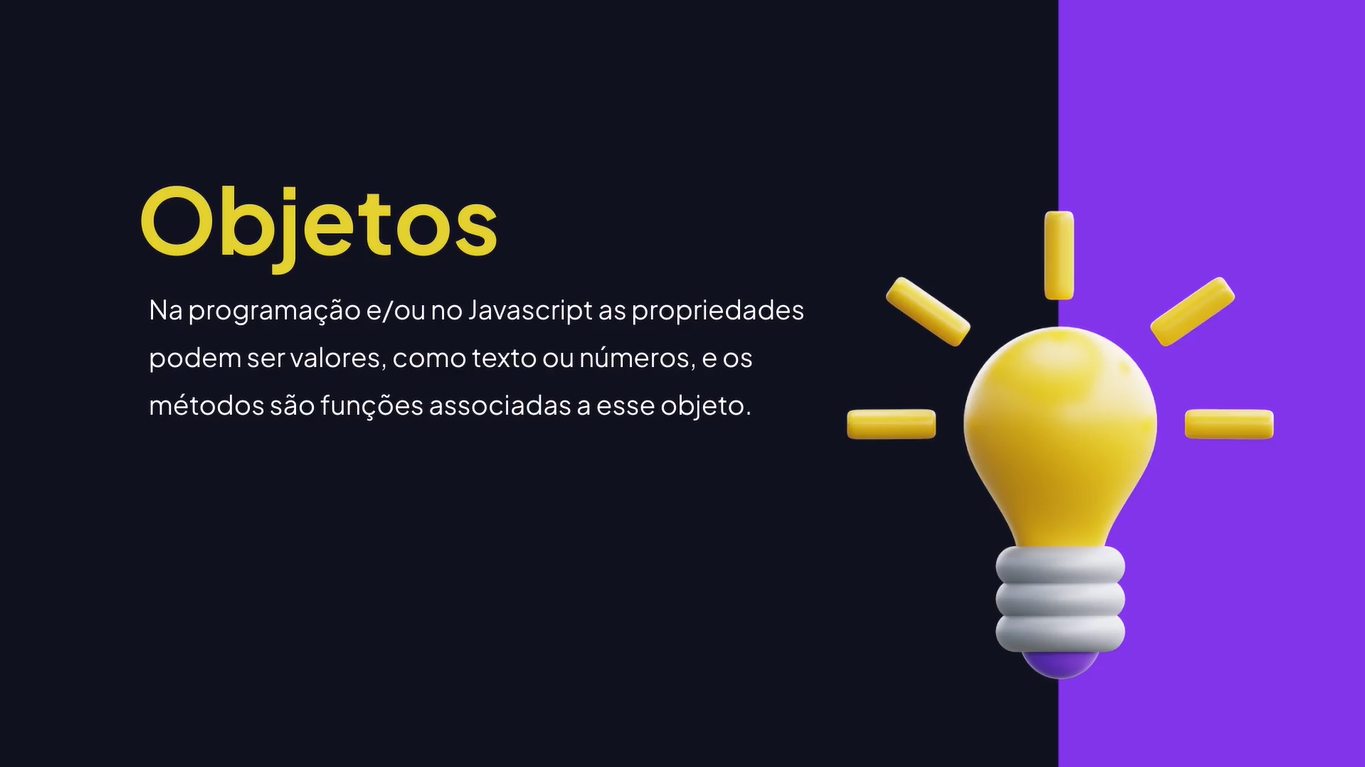 Objetos
Na programação e/ou no Javascript as propriedades
podem ser valores, como texto ou números, e os
métodos são funções associadas a esse objeto.